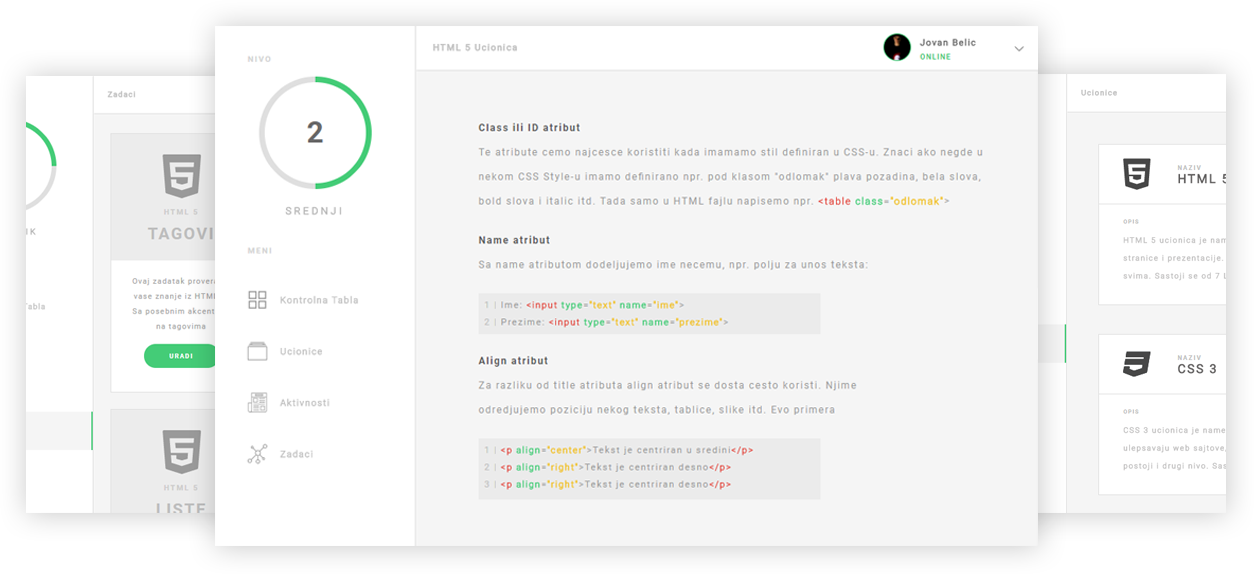 Zadaci
IK
abla
HTML 5
TAGOVI
Ovaj zadatak provera
vase znanje iz HTML
Sa posebnim akcent
na tagovima
URADI
HTML 5
LISTE
NIVO
2
SREDNJI
MENI
Kontrolna Tabla
Ucionice
Aktivnosti
Zadaci
HTML 5 Ucionica
Jovan Belic
ONLINE
Class ili ID atribut
Te atribute cemo najcesce koristiti kada imamamo stil definiran u CSS-u. Znaci ako negde u
nekom CSS Style-u imamo definirano npr. pod klasom "odlomak" plava pozadina, bela slova,
bold slova i italic itd. Tada samo u HTML fajlu napisemo npr. <table class="odlomak">
Name atribut
Sa name atributom dodeljujemo ime necemu, npr. polju za unos teksta:
1 | Ime: <input type="text" name="ime">
2 | Prezime: <input type="text" name="prezime">
Align atribut
Za razliku od title atributa align atribut se dosta cesto koristi. Njime
odredjujemo poziciju nekog teksta, tablice, slike itd. Evo primera
1 | <p align="center">Tekst je centriran u sredini</p>
2 | <p align="right">Tekst je centriran desno</p>
3 | <p align="right">Tekst je centriran desno</p>
Ucionice
NAZIV
HTML 5
OPIS
HTML 5 ucionica je nam
stranice i prezentacije.
svima. Sastoji se od 7
NAZIV
CSS 3
OPIS
CSS 3 ucionica je name
ulepsavaju web sajtove,
postoji i drugi nivo. Sas